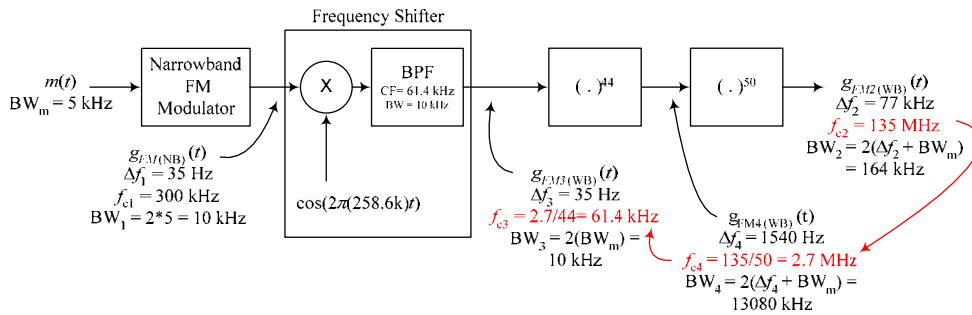 Frequency Shifter
m(t)
BWm = 5 kHz
Narrowband
FM
Modulator
X
BPF
CF= 61.4 kHz
BW = 10 kHz
( . )44
( . )50
gFM2(WB)(t)
Δf2 = 77 kHz
fc2 = 135 MHz
BW2 = 2(Δf2 + BWm)
= 164 kHz
gFM(NB)(t)
Δf1 = 35 Hz
fc1 = 300 kHz
BW1 = 2*5 = 10 kHz
cos(2π(258.6k)t)
gFM3(WB)(t)
Δf3 = 35 Hz
fc3 = 2.7/44= 61.4 kHz
BW3 = 2(BWm) =
10 kHz
gFM4(WB)(t)
Δf4 = 1540 Hz
fc4 = 135/50 = 2.7 MHz
BW4 = 2(Δf4 + BWm) =
13080 kHz